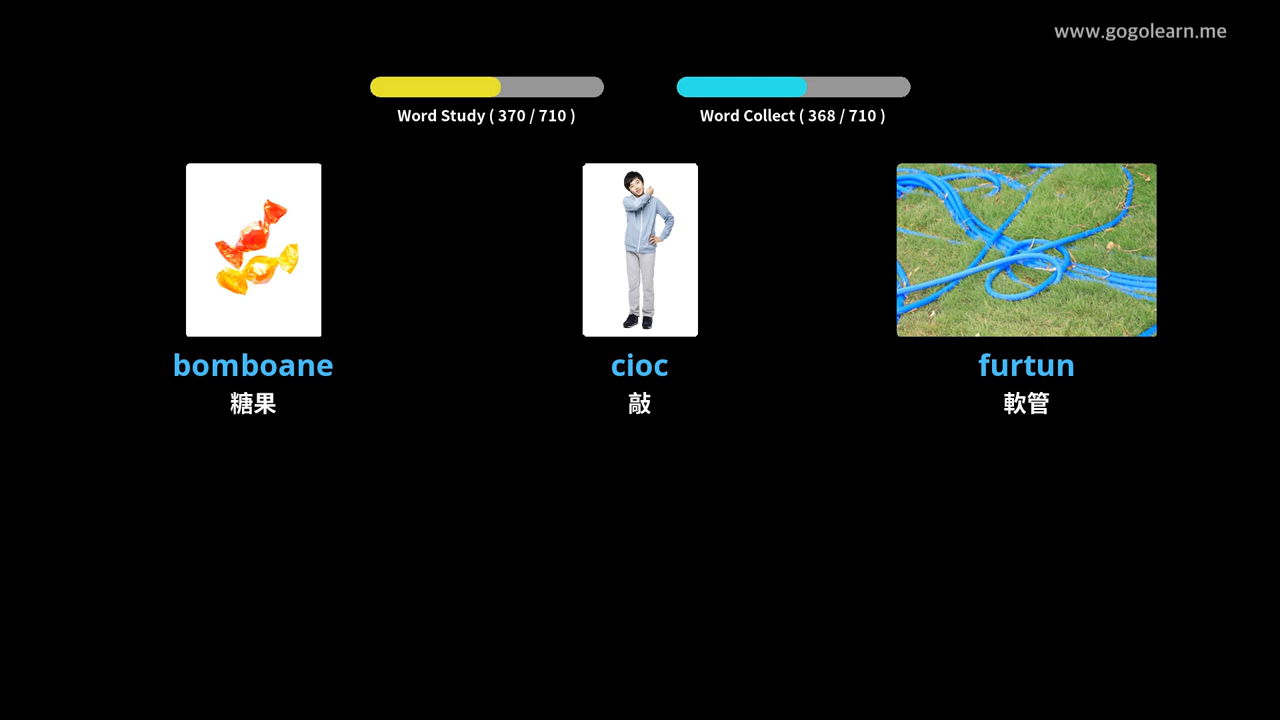 www.gogolearn.me
Word Study ( 370 / 710 )
Word Collect ( 368 / 710 )
bomboane
cioc
furtun
糖果
敲
軟管